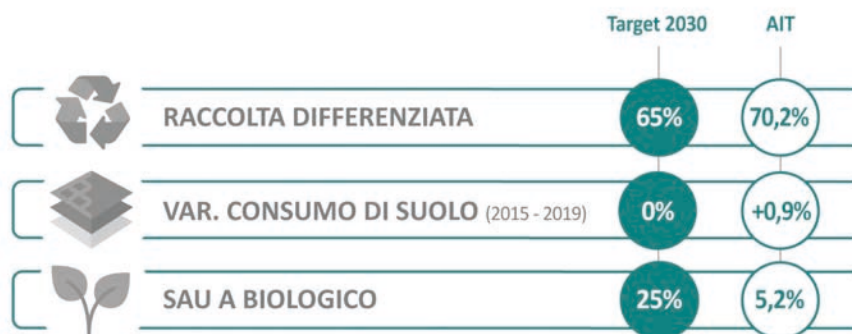 Target 2030 AIT
RACCOLTA DIFFERENZIATA 65% 70,2%
VAR. CONSUMO DI SUOLO (2015 - 2019) 0% +0,9%
SAU A BIOLOGICO 25% 5,2%